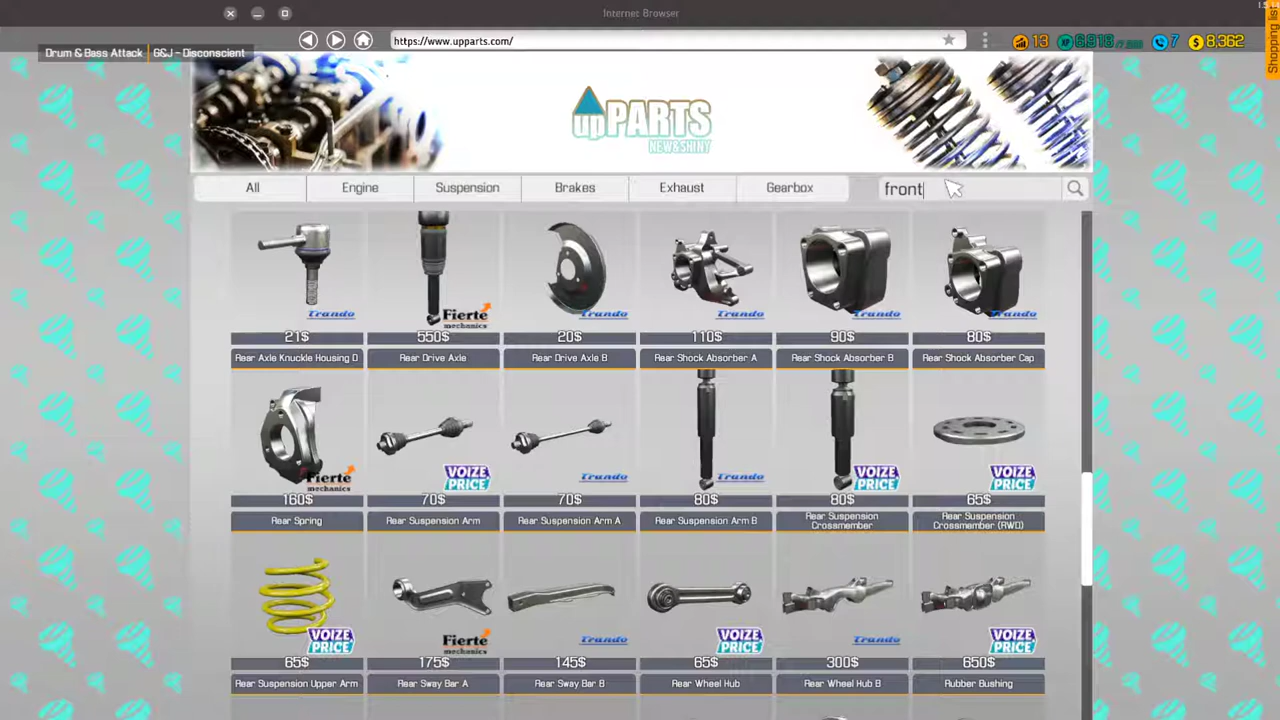 Internet Browser
Shopping list
Drum & Bass Attack G&J - Disconscient
https://www.upparts.com/
13
7
8,362
upPARTS
NEW&SHINY
All Engine Suspension Brakes Exhaust Gearbox front
Trando Fierte mechanics Trando Trando Trando Trando
21$ 550$ 20$ 110$ 90$ 80$
Rear Axle Knuckle Housing D Rear Drive Axle Rear Drive Axle B Rear Shock Absorber A Rear Shock Absorber B Rear Shock Absorber Cap
Fierte mechanics VOIZE PRICE Trando Trando VOIZE PRICE VOIZE PRICE
160$ 70$ 70$ 80$ 80$ 65$
Rear Spring Rear Suspension Arm Rear Suspension Arm A Rear Suspension Arm B Rear Suspension Crossmember Rear Suspension Crossmember (RWD)
VOIZE PRICE Fierte mechanics Trando VOIZE PRICE Trando VOIZE PRICE
65$ 175$ 145$ 65$ 300$ 650$
Rear Suspension Upper Arm Rear Sway Bar A Rear Sway Bar B Rear Wheel Hub Rear Wheel Hub B Rubber Bushing